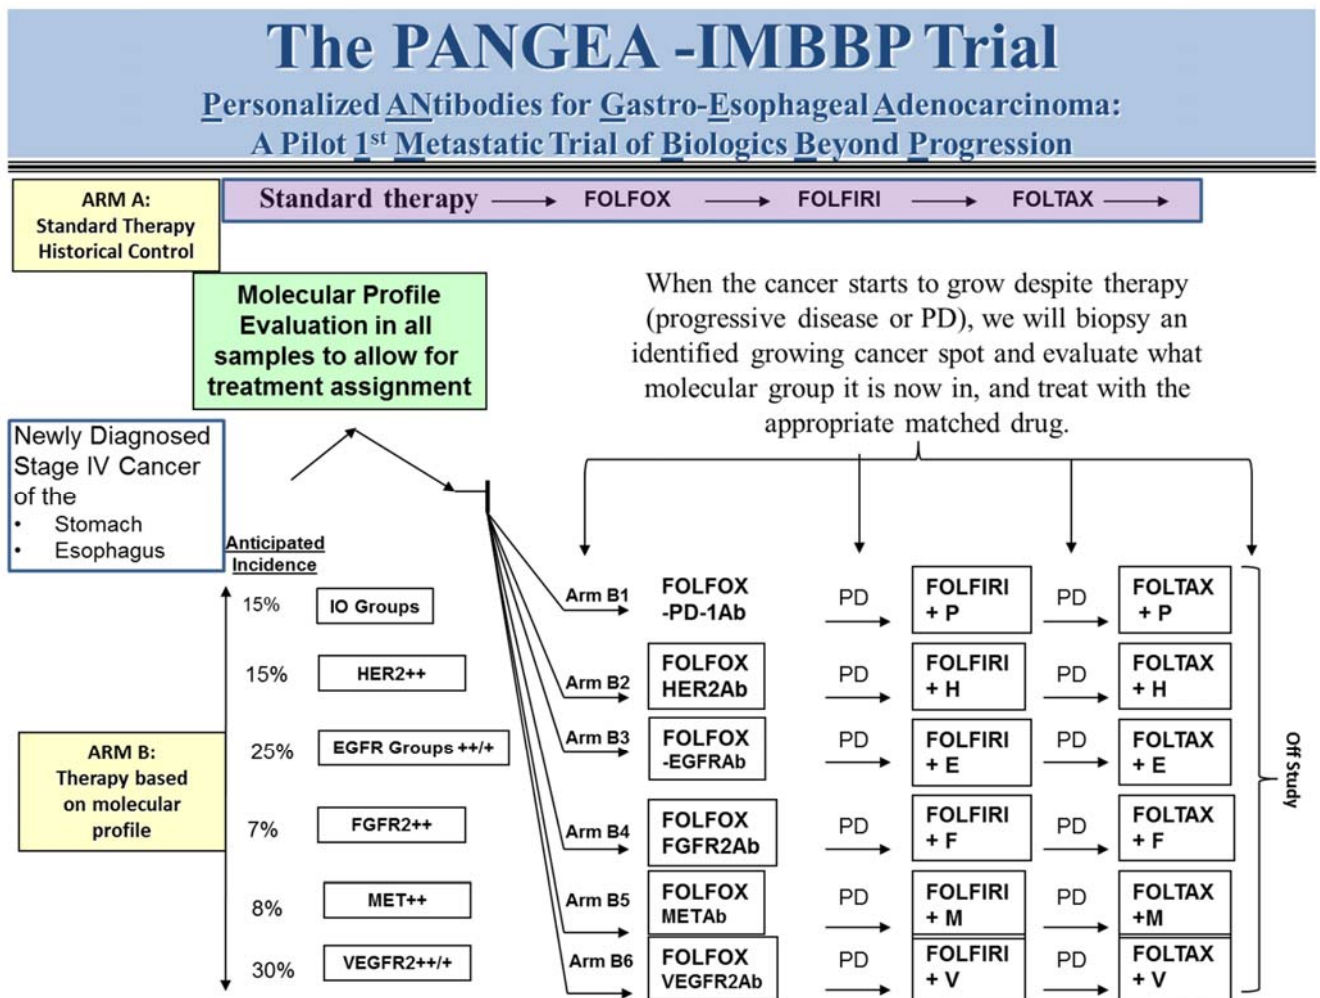 The PANGEA -IMBBP Trial
Personalized ANtibodies for Gastro-Esophageal Adenocarcinoma:
A Pilot 1st Metastatic Trial of Biologics Beyond Progression
ARM A:
Standard Therapy
Historical Control
Standard therapy
FOLFOX
FOLFIRI
FOLTAX
Molecular Profile
Evaluation in all
samples to allow for
treatment assignment
When the cancer starts to grow despite therapy
(progressive disease or PD), we will biopsy an
identified growing cancer spot and evaluate what
molecular group it is now in, and treat with the
appropriate matched drug.
Newly Diagnosed
Stage IV Cancer
of the
• Stomach
• Esophagus
Anticipated
Incidence
ARM B:
Therapy based
on molecular
profile
15%
IO Groups
Arm B1
FOLFOX
-PD-1Ab
PD
FOLFIRI
+ P
PD
FOLTAX
+ P
15%
HER2++
Arm B2
FOLFOX
HER2Ab
PD
FOLFIRI
+ H
PD
FOLTAX
+ H
25%
EGFR Groups ++/+
Arm B3
FOLFOX
-EGFRAb
PD
FOLFIRI
+ E
PD
FOLTAX
+ E
7%
FGFR2++
Arm B4
FOLFOX
FGFR2Ab
PD
FOLFIRI
+ F
PD
FOLTAX
+ F
8%
MET++
Arm B5
FOLFOX
METAb
PD
FOLFIRI
+ M
PD
FOLTAX
+M
30%
VEGFR2++/+
Arm B6
FOLFOX
VEGFR2Ab
PD
FOLFIRI
+ V
PD
FOLTAX
+ V
Off Study